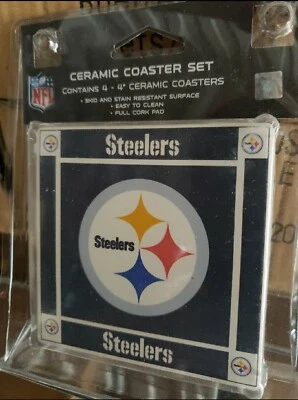 CERAMIC COASTER SET
CONTAINS 4 - 4" CERAMIC COASTERS
• SKID AND STAIN RESISTANT SURFACE
• EASY TO CLEAN
• FULL CORK PAD
NFL
Steelers
Steelers
Steelers
20